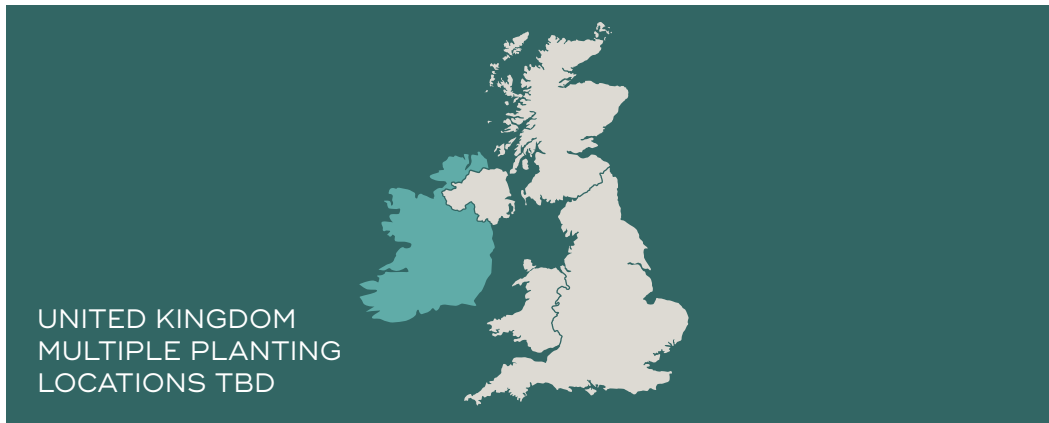 UNITED KINGDOM
MULTIPLE PLANTING
LOCATIONS TBD